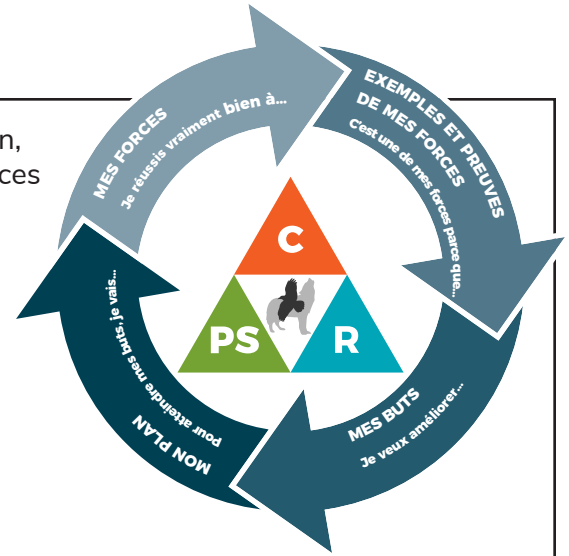 n,
ces
MES FORCES
Je réussis vraiment bien à...
EXEMPLES ET PREUVES
DE MES FORCES
C'est une de mes forces parce que...
MES BUTS
Je veux améliorer...
MON PLAN
Pour atteindre mes buts, je vais...
C
PS
R